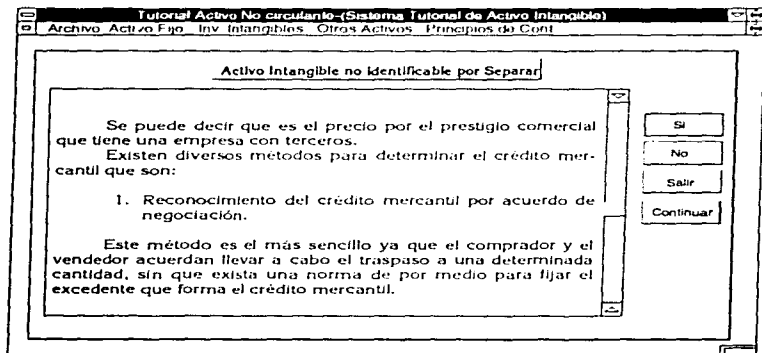 Tutorial Activo No circulante-(Sistema Tutorial de Activo Intangible)
Archivo Activo Fijo Inv. Intangibles Otros Activos Principios de Cont
Activo Intangible no Identificable por Separar
Se puede decir que es el precio por el prestigio comercial
que tiene una empresa con terceros.
Existen diversos métodos para determinar el crédito mer-
cantil que son:
1. Reconocimiento del crédito mercantil por acuerdo de
negociación.
Este método es el más sencillo ya que el comprador y el
vendedor acuerdan llevar a cabo el traspaso a una determinada
cantidad, sin que exista una norma de por medio para fijar el
excedente que forma el crédito mercantil.
Si
No
Salir
Continuar